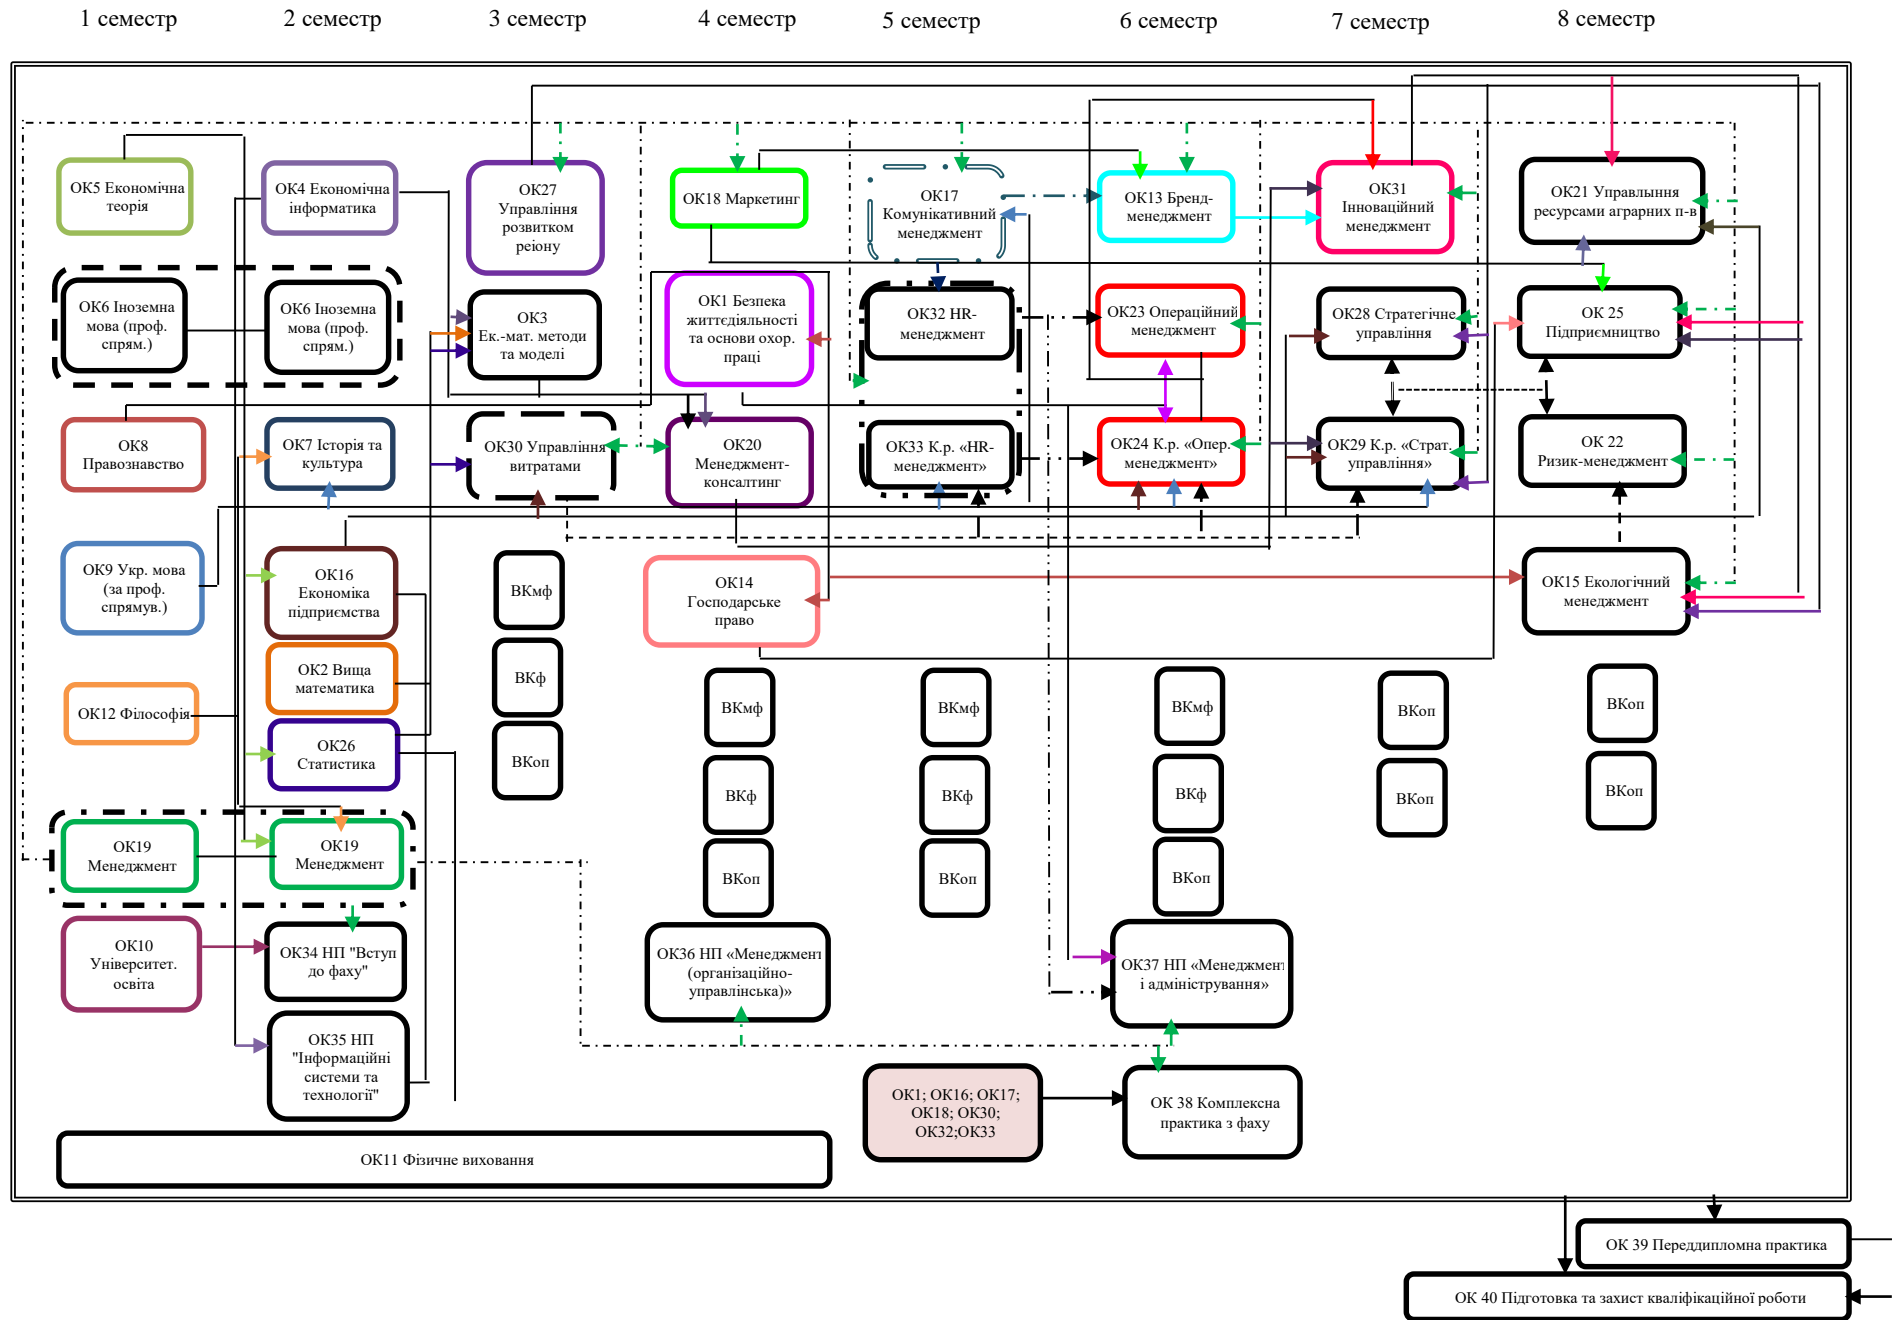 1 семестр
2 семестр
3 семестр
4 семестр
5 семестр
6 семестр
7 семестр
8 семестр
ОК5 Економічна
теорія
ОК4 Економічна
інформатика
ОК27
Управління
розвитком
реіону
ОК18 Маркетинг
ОК17
Комунікативний
менеджмент
ОК13 Бренд-
менеджмент
ОК31
Інноваційний
менеджмент
ОК21 Управлыння
ресурсами аграрних п-в
ОК6 Іноземна
мова (проф.
спрям.)
ОК6 Іноземна
мова (проф.
спрям.)
ОК3
Ек.-мат. методи
та моделі
ОК1 Безпека
життєдіяльності
та основи охор.
праці
ОК32 HR-
менеджмент
ОК23 Операційний
менеджмент
ОК28 Стратегічне
управління
ОК 25
Підприємництво
ОК8
Правознавство
ОК7 Історія та
культура
ОК30 Управління
витратами
ОК20
Менеджмент-
консалтинг
ОК33 К.р. «HR-
менеджмент»
ОК24 К.р. «Опер.
менеджмент»
ОК29 К.р. «Страт.
управління»
ОК 22
Ризик-менеджмент
ОК9 Укр. мова
(за проф.
спрямув.)
ОК16
Економіка
підприємства
ВКмф
ОК14
Господарське
право
ОК15 Екологічний
менеджмент
ОК2 Вища
математика
ВКф
ОК12 Філософія
ОК26
Статистика
ВКоп
ВКмф
ВКмф
ВКмф
ВКоп
ВКоп
ВКф
ВКф
ВКф
ВКоп
ВКоп
ОК19
Менеджмент
ОК19
Менеджмент
ВКоп
ВКоп
ВКоп
ОК10
Університет.
освіта
ОК34 НП "Вступ
до фаху"
ОК36 НП «Менеджмент
(організаційно-
управлінська)»
ОК37 НП «Менеджмент
і адміністрування»
ОК35 НП
"Інформаційні
системи та
технології"
ОК1; ОК16; ОК17;
ОК18; ОК30;
ОК32;ОК33
ОК 38 Комплексна
практика з фаху
ОК11 Фізичне виховання
ОК 39 Переддипломна практика
ОК 40 Підготовка та захист кваліфікаційної роботи